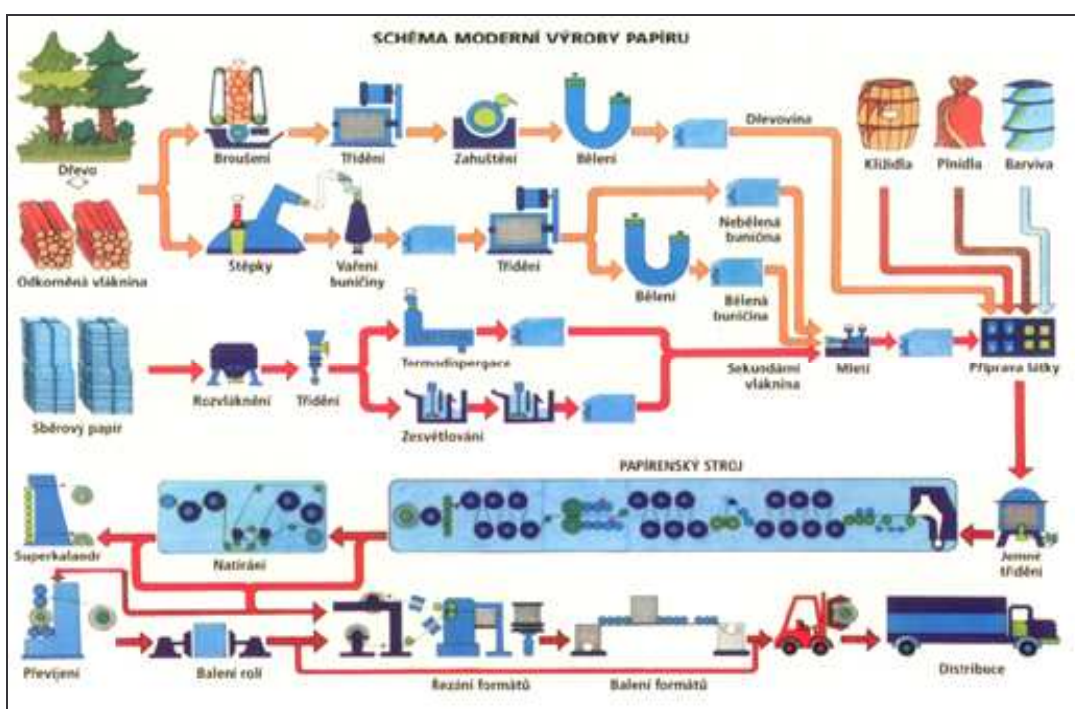 SCHÉMA MODERNÍ VÝROBY PAPÍRU
Dřevo
Broušení
Třídění
Zahuštění
Bělení
Dřevovina
Klížidla
Plnidla
Barviva
Odkorněná vláknina
Štěpky
Vaření
buničiny
Třídění
Nebělená
buničina
Bělení
Bělená
buničina
Sběrový papír
Rozvláknění
Třídění
Termodispergace
Zesvětlování
Sekundární
vláknina
Mletí
Příprava látky
PAPÍRENSKÝ STROJ
Superkalandr
Natírání
Jemné
třídění
Převíjení
Balení rolí
Řezání formátů
Balení formátů
Distribuce